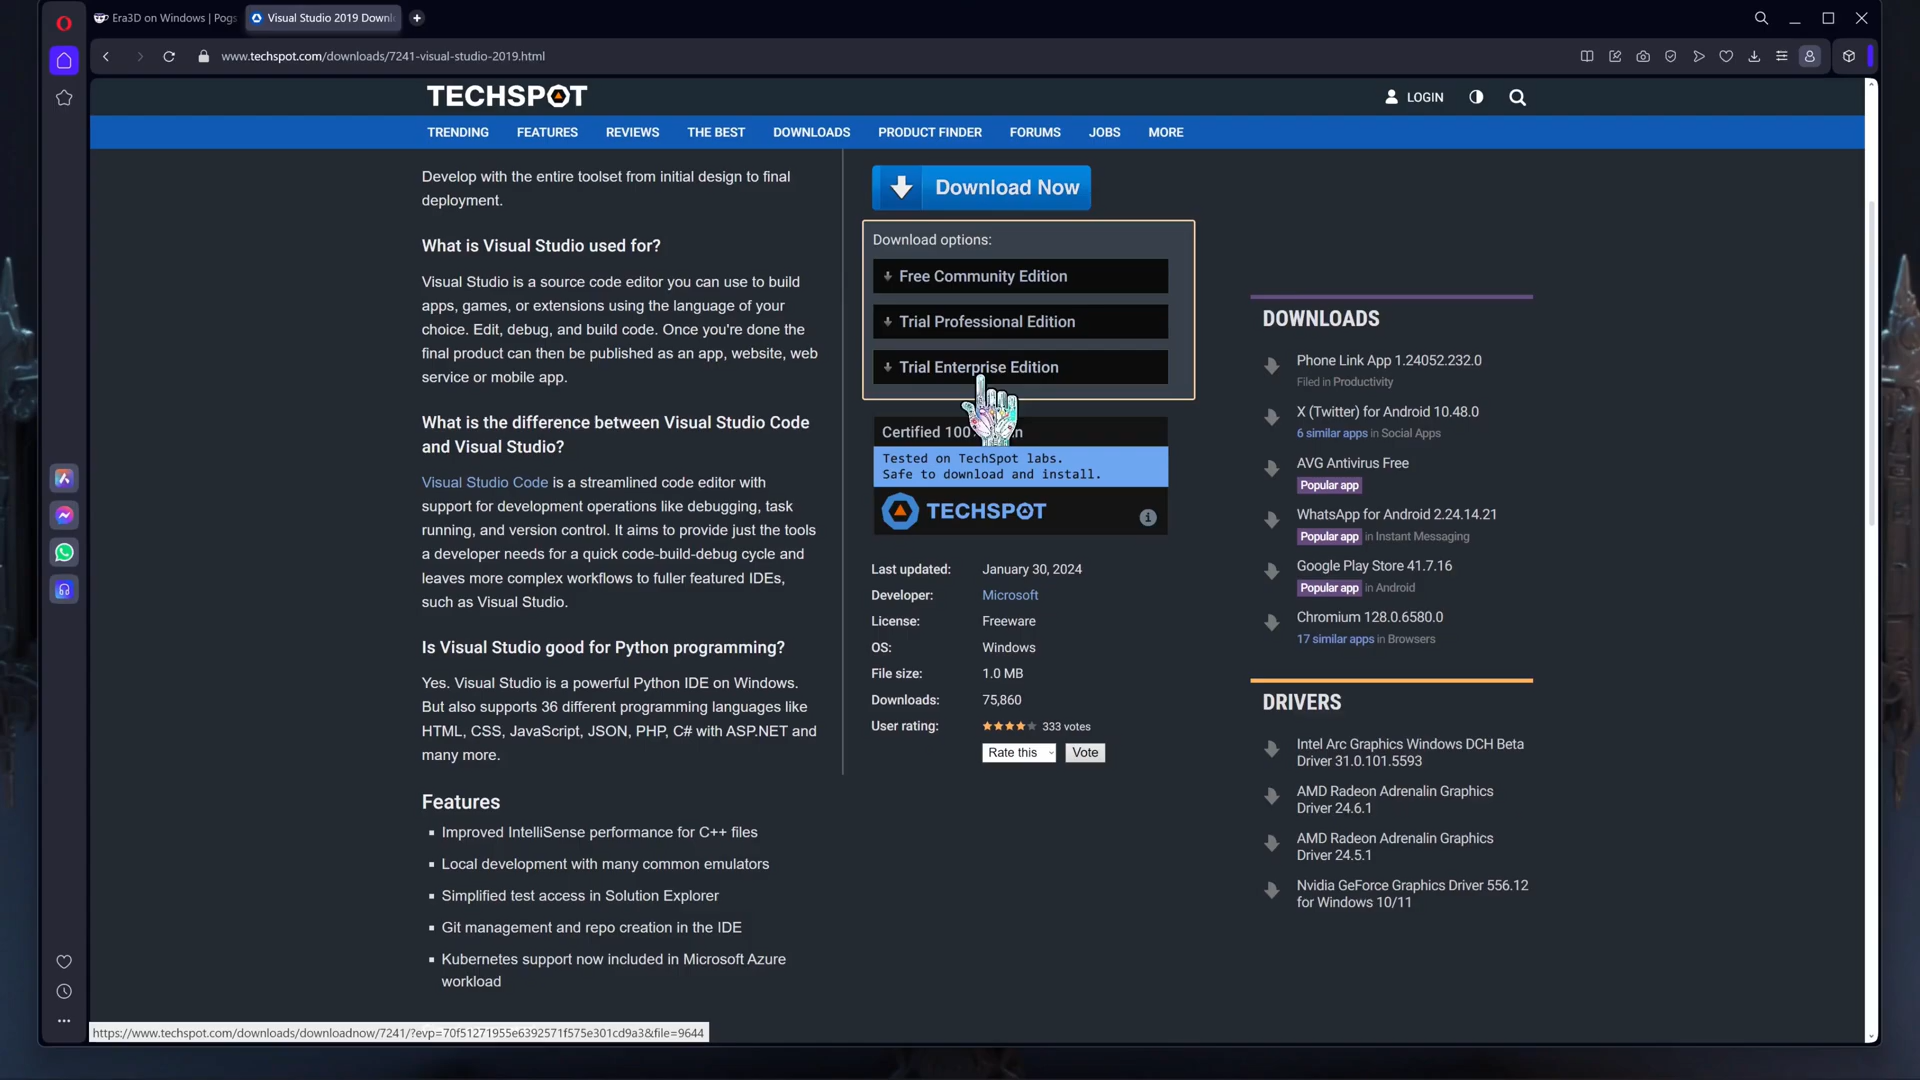 Era3D on Windows | Pogs
Visual Studio 2019 Downl
www.techspot.com/downloads/7241-visual-studio-2019.html
TECHSPOT
LOGIN
TRENDING
FEATURES
REVIEWS
THE BEST
DOWNLOADS
PRODUCT FINDER
FORUMS
JOBS
MORE
Develop with the entire toolset from initial design to final
deployment.
What is Visual Studio used for?
Visual Studio is a source code editor you can use to build
apps, games, or extensions using the language of your
choice. Edit, debug, and build code. Once you're done the
final product can then be published as an app, website, web
service or mobile app.
What is the difference between Visual Studio Code
and Visual Studio?
Visual Studio Code is a streamlined code editor with
support for development operations like debugging, task
running, and version control. It aims to provide just the tools
a developer needs for a quick code-build-debug cycle and
leaves more complex workflows to fuller featured IDEs,
such as Visual Studio.
Is Visual Studio good for Python programming?
Yes. Visual Studio is a powerful Python IDE on Windows.
But also supports 36 different programming languages like
HTML, CSS, JavaScript, JSON, PHP, C# with ASP.NET and
many more.
Features
▪ Improved IntelliSense performance for C++ files
▪ Local development with many common emulators
▪ Simplified test access in Solution Explorer
▪ Git management and repo creation in the IDE
▪ Kubernetes support now included in Microsoft Azure
workload
Download Now
Download options:
Free Community Edition
Trial Professional Edition
Trial Enterprise Edition
Certified 100
Tested on TechSpot labs.
Safe to download and install.
TECHSPOT
Last updated: January 30, 2024
Developer: Microsoft
License: Freeware
OS: Windows
File size: 1.0 MB
Downloads: 75,860
User rating: 333 votes
Rate this Vote
DOWNLOADS
Phone Link App 1.24052.232.0
Filed in Productivity
X (Twitter) for Android 10.48.0
6 similar apps in Social Apps
AVG Antivirus Free
Popular app
WhatsApp for Android 2.24.14.21
Popular app in Instant Messaging
Google Play Store 41.7.16
Popular app in Android
Chromium 128.0.6580.0
17 similar apps in Browsers
DRIVERS
Intel Arc Graphics Windows DCH Beta
Driver 31.0.101.5593
AMD Radeon Adrenalin Graphics
Driver 24.6.1
AMD Radeon Adrenalin Graphics
Driver 24.5.1
Nvidia GeForce Graphics Driver 556.12
for Windows 10/11
https://www.techspot.com/downloads/downloadnow/7241/?evp=70f51271955e6392571f575e301cd9a3&file=9644